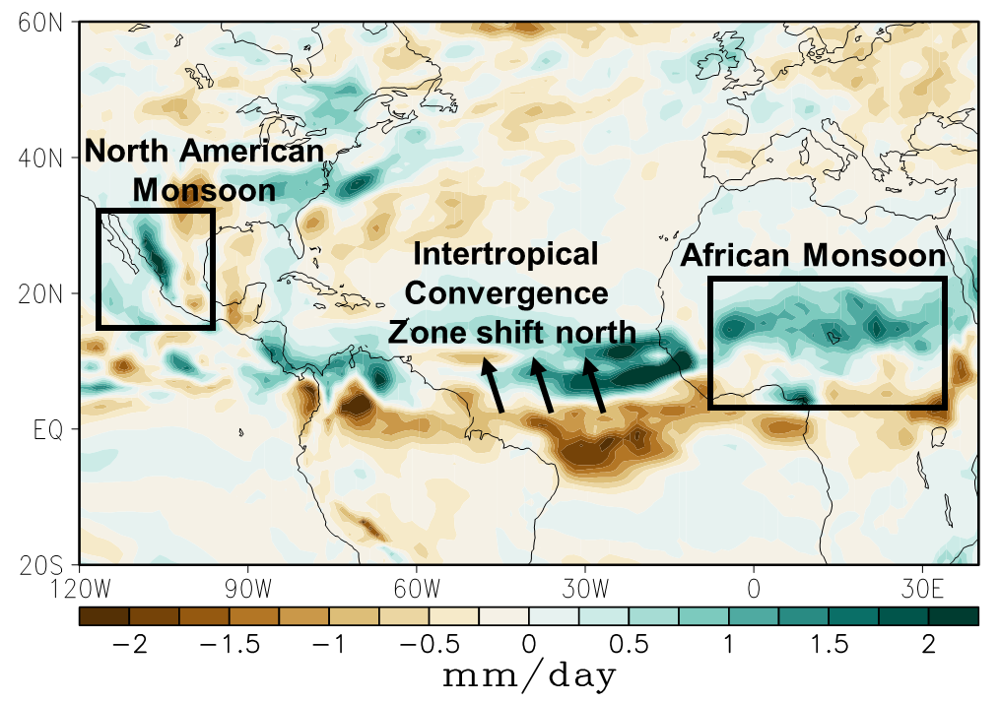 60N
North American
Monsoon
40N
Intertropical
Convergence
Zone shift north
African Monsoon
20N
EQ
20S
120W 90W 60W 30W 0 30E
−2 −1.5 −1 −0.5 0 0.5 1 1.5 2
mm/day